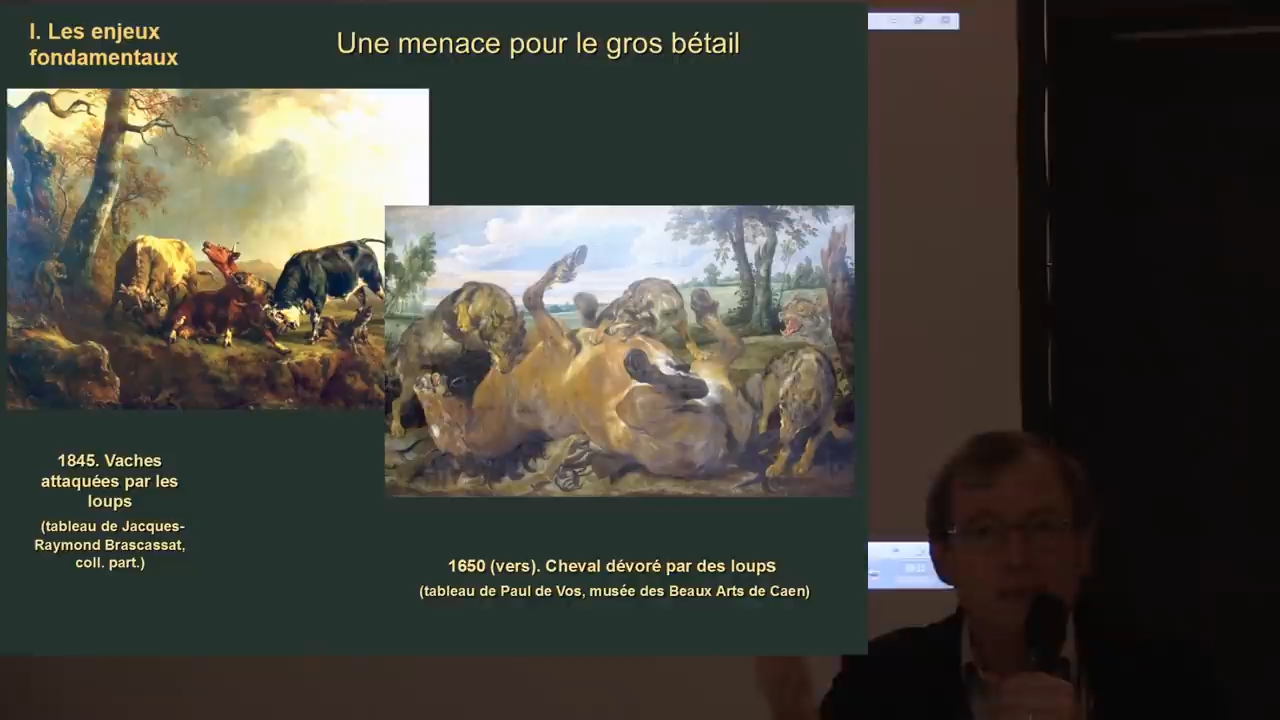 I. Les enjeux
fondamentaux
Une menace pour le gros bétail
1845. Vaches
attaquées par les
loups
(tableau de Jacques-
Raymond Brascassat,
coll. part.)
1650 (vers). Cheval dévoré par des loups
(tableau de Paul de Vos, musée des Beaux Arts de Caen)